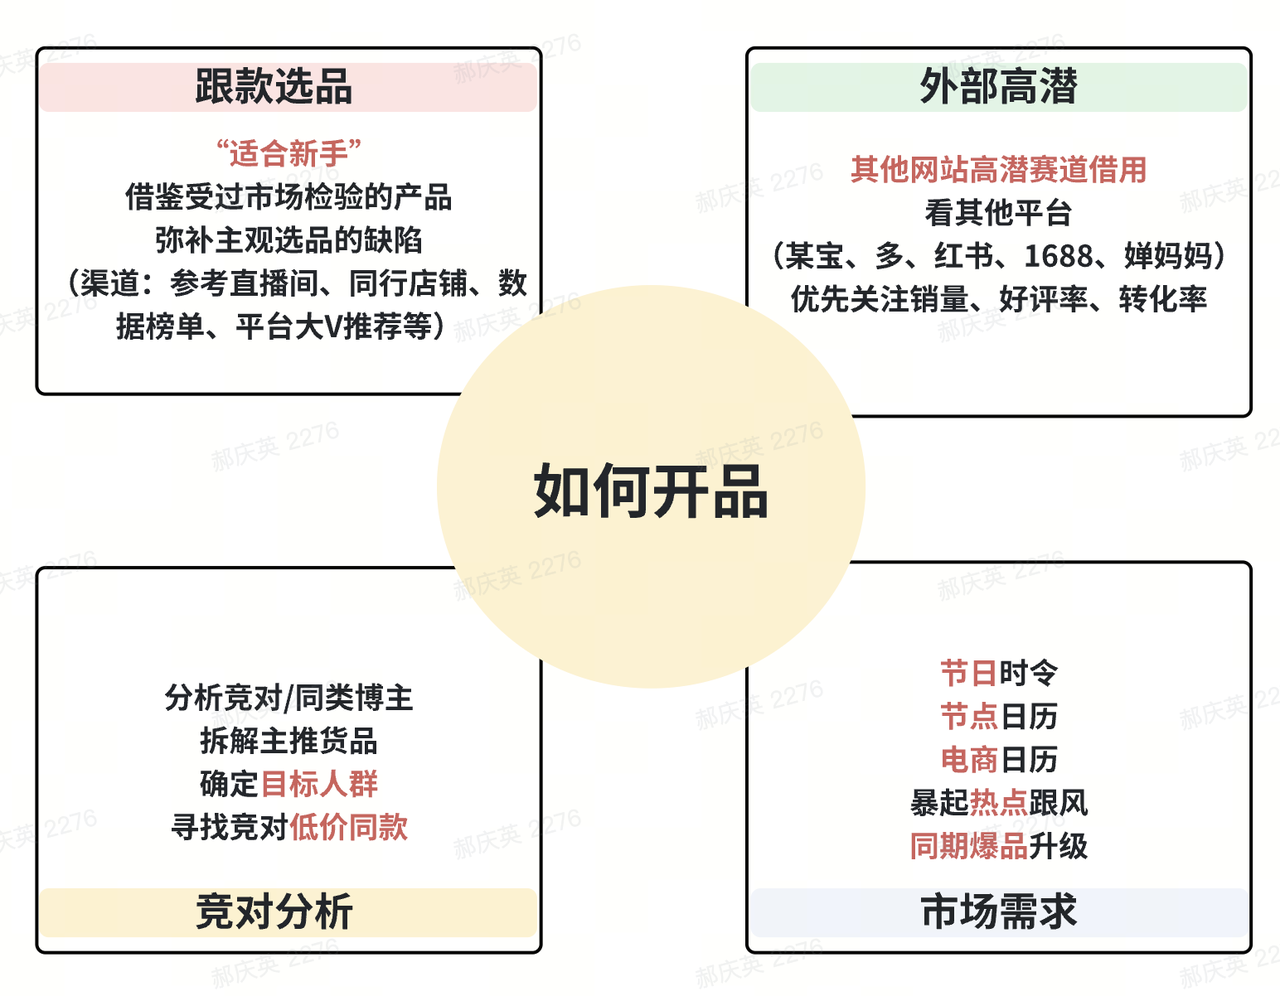 跟款选品
“适合新手”
借鉴受过市场检验的产品
弥补主观选品的缺陷
（渠道：参考直播间、同行店铺、数
据榜单、平台大V推荐等）
外部高潜
其他网站高潜赛道借用
看其他平台
（某宝、多、红书、1688、婵妈妈）
优先关注销量、好评率、转化率
如何开品
分析竞对/同类博主
拆解主推货品
确定目标人群
寻找竞对低价同款
竞对分析
节日时令
节点日历
电商日历
暴起热点跟风
同期爆品升级
市场需求
郝庆英 2276